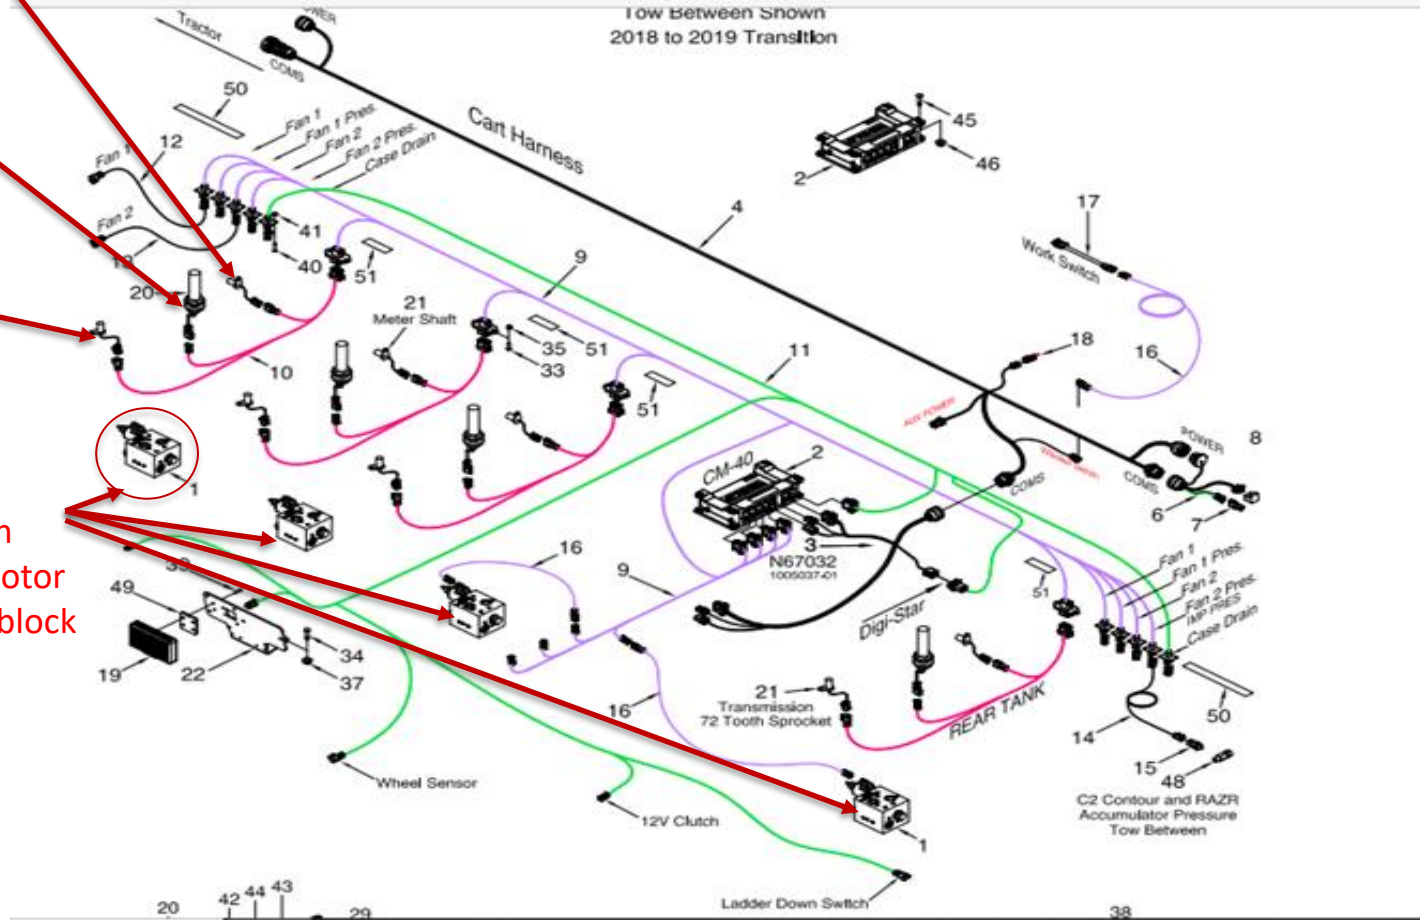 Tow Between Shown
2018 to 2019 Transition
Tractor
COMS
50
Fan 1
Fan 1 Pres.
Fan 2
Fan 2 Pres.
Case Drain
12
Fan 1
Fan 2
41
40
51
20
10
Cart Harness
45
46
2
4
17
Work Switch
9
21
Meter Shaft
35
33
51
51
11
18
16
AUX POWER
POWER
8
COMS
COMS
6
7
1
CM-40
2
3
N67032
1005037-01
Digi-Star
16
9
otor
block
49
19
22
34
37
16
51
Fan 1
Fan 1 Pres.
Fan 2
Fan 2 Pres.
IMP PRES
Case Drain
50
21
Transmission
72 Tooth Sprocket
REAR TANK
14
15
48
C2 Contour and RAZR
Accumulator Pressure
Tow Between
Wheel Sensor
12V Clutch
1
Ladder Down Switch
20
42
44
43
29
38